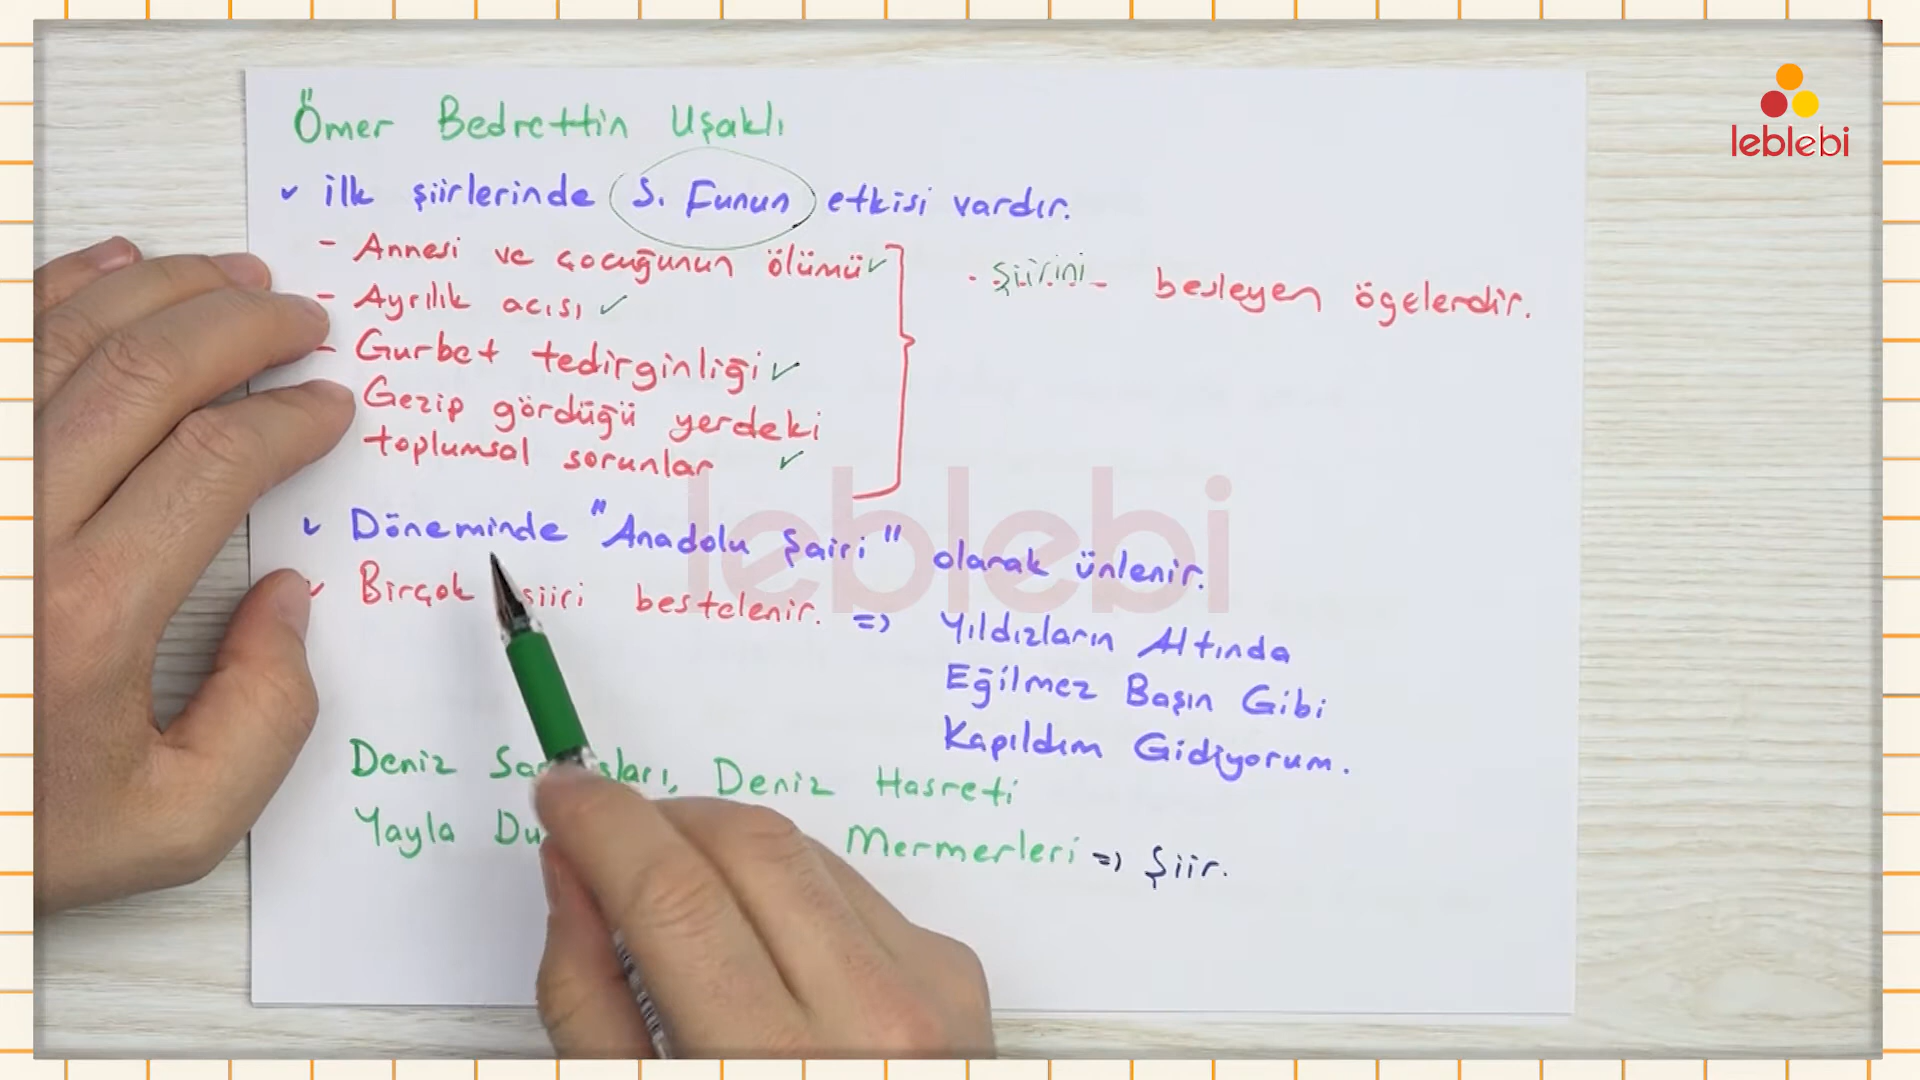 Ömer Bedrettin Uşaklı
✓ ilk şiirlerinde S. Funun etkisi vardır.
- Annesi ve çocuğunun ölümü ✓
- Ayrılık acısı ✓
- Gurbet tedirginliği ✓
Gezip gördüğü yerdeki
toplumsal sorunlar ✓
- Şiirini - besleyen ögelerdir.
✓ Döneminde "Anadolu Şairi" olarak ünlenir.
✓ Birçok şiiri bestelenir. => Yıldızların Altında
Eğilmez Başın Gibi
Kapıldım Gidiyorum.
Deniz Hasreti
Yayla Mermerleri => Şiir.
leblebi
leblebi